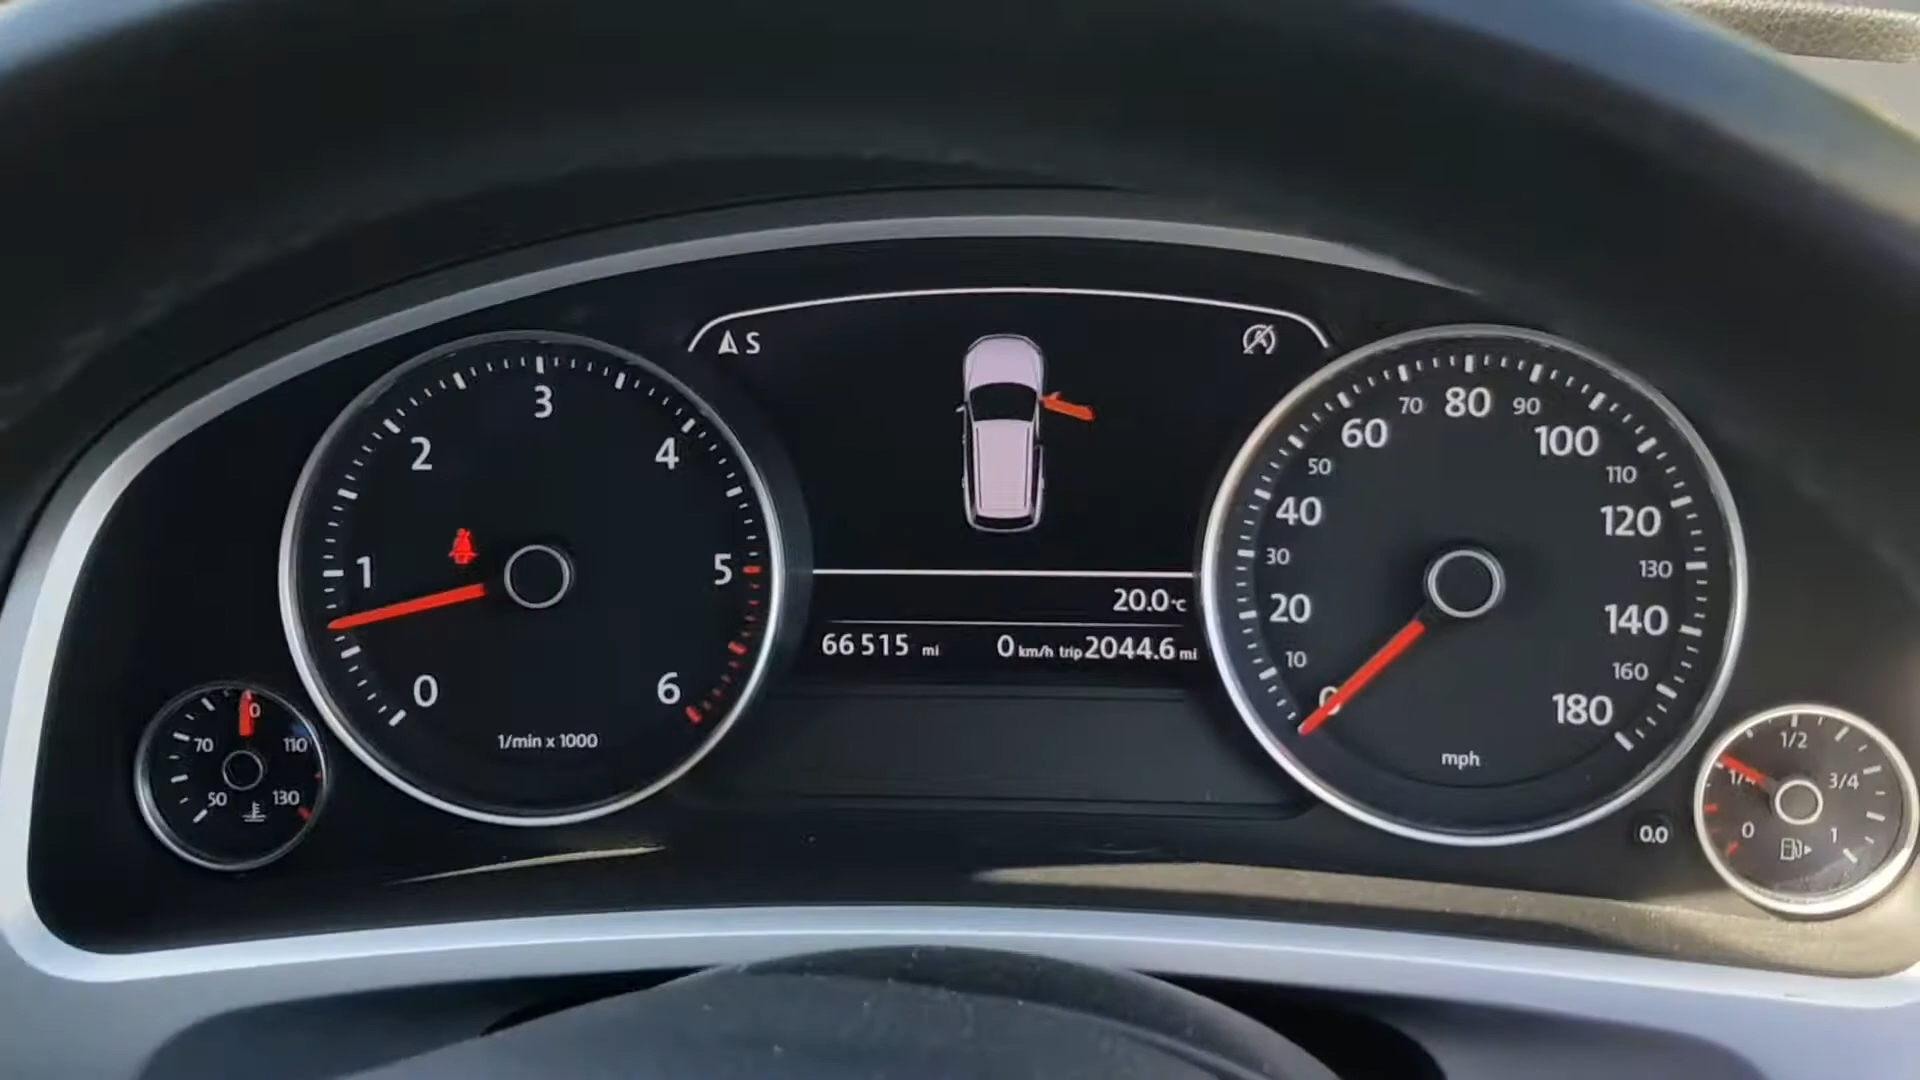 S
0 1 2 3 4 5 6
1/min x 1000
20.0°C
66515 mi 0 km/h trip 2044.6 mi
0 10 20 30 40 50 60 70 80 90 100 110 120 130 140 160 180
mph
50 70 110 130
0 1/4 1/2 3/4 1
0.0